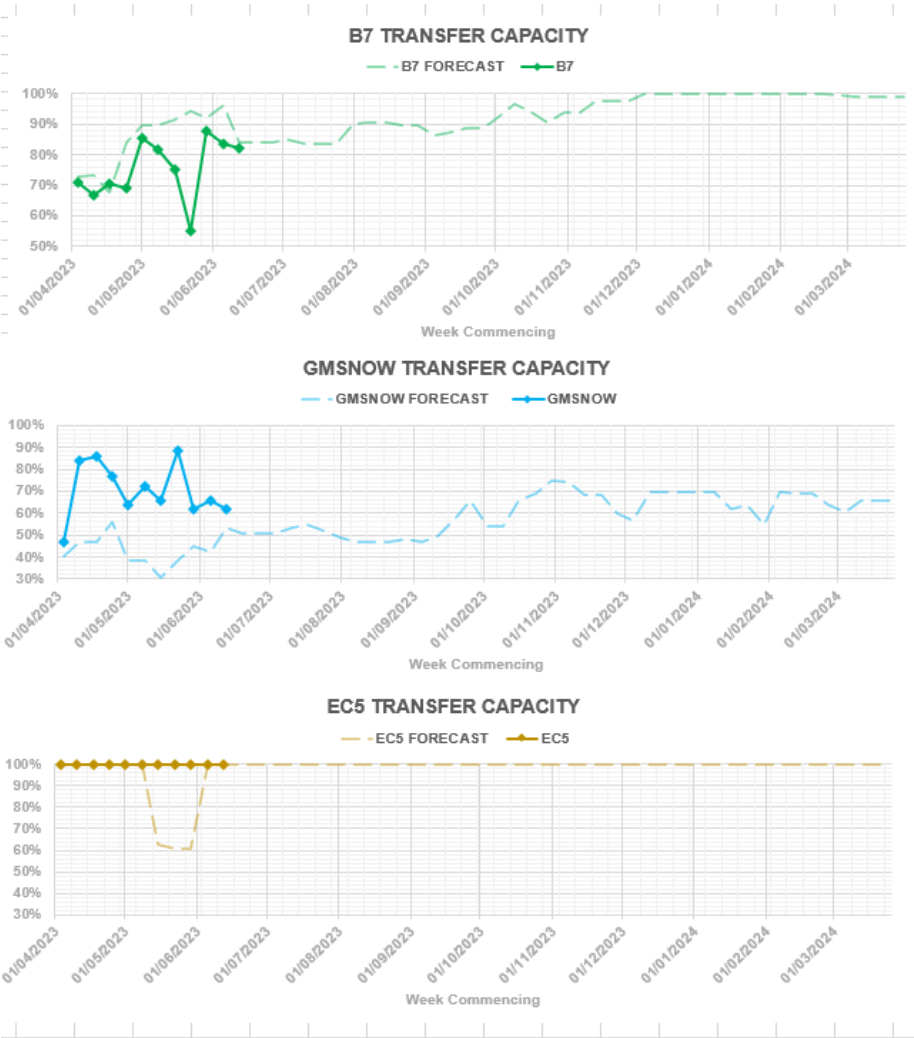 B7 TRANSFER CAPACITY
B7 FORECAST B7
100%
90%
80%
70%
60%
50%
01/04/2023 01/05/2023 01/06/2023 01/07/2023 01/08/2023 01/09/2023 01/10/2023 01/11/2023 01/12/2023 01/01/2024 01/02/2024 01/03/2024
Week Commencing
GMSNOW TRANSFER CAPACITY
GMSNOW FORECAST GMSNOW
100%
90%
80%
70%
60%
50%
40%
30%
01/04/2023 01/05/2023 01/06/2023 01/07/2023 01/08/2023 01/09/2023 01/10/2023 01/11/2023 01/12/2023 01/01/2024 01/02/2024 01/03/2024
Week Commencing
EC5 TRANSFER CAPACITY
EC5 FORECAST EC5
100%
90%
80%
70%
60%
50%
40%
30%
01/04/2023 01/05/2023 01/06/2023 01/07/2023 01/08/2023 01/09/2023 01/10/2023 01/11/2023 01/12/2023 01/01/2024 01/02/2024 01/03/2024
Week Commencing